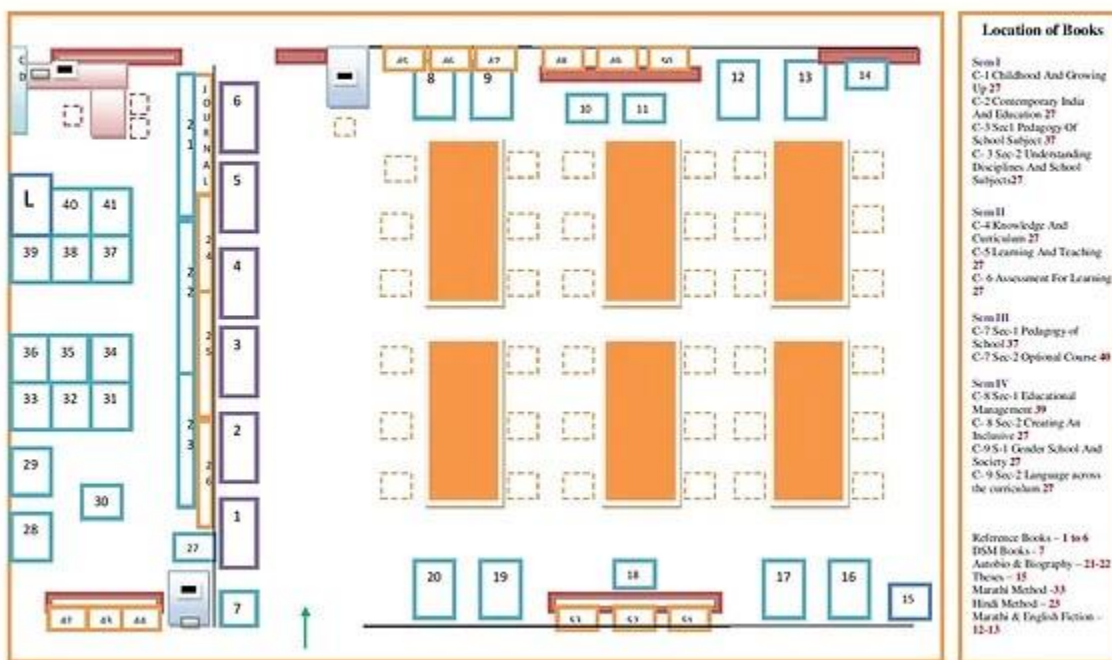 C
D
6
5
4
3
2
1
7
JOURNAL
21
22
23
24
25
26
27
L
40
41
39
38
37
36
35
34
33
32
31
29
30
28
42
43
44
45
46
47
48
49
50
8
9
10
11
12
13
14
20
19
18
17
16
15
53
52
51
Location of Books
Sem I
C-1 Childhood And Growing
Up 27
C-2 Contemporary India
And Education 27
C-3 Sec1 Pedagogy Of
School Subject 37
C- 3 Sec-2 Understanding
Disciplines And School
Subjects27
Sem II
C-4 Knowledge And
Curriculum 27
C-5 Learning And Teaching
27
C- 6 Assessment For Learning
27
Sem III
C-7 Sec-1 Pedagogy of
School 37
C-7 Sec-2 Optional Course 40
Sem IV
C-8 Sec-1 Educational
Management 39
C- 8 Sec-2 Creating An
Inclusive 27
C-9 S-1 Gender School And
Society 27
C- 9 Sec-2 Language across
the curriculum 27
Reference Books – 1 to 6
DSM Books - 7
Autobio & Biography – 21-22
Theses – 15
Marathi Method -33
Hindi Method – 23
Marathi & English Fiction –
12-13